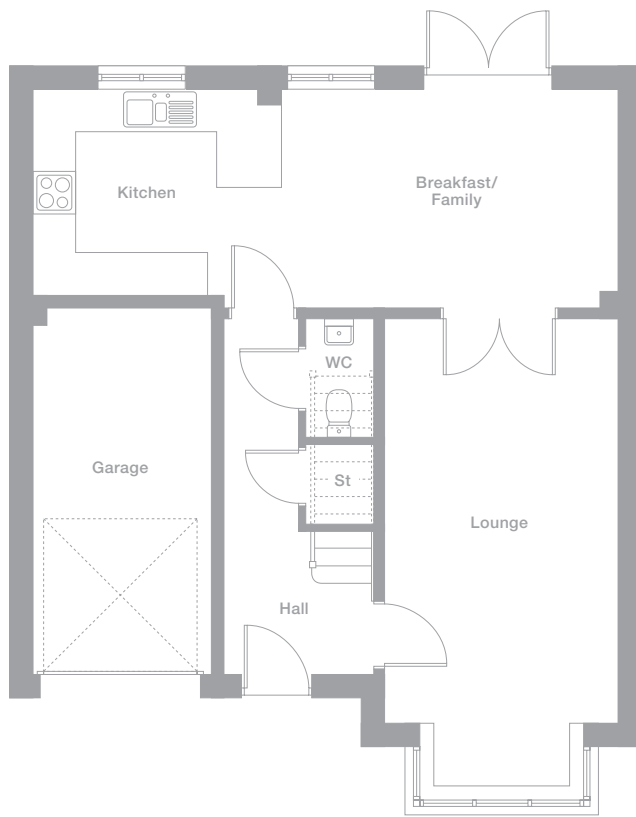 Kitchen
Breakfast/
Family
WC
Garage
St
Lounge
Hall